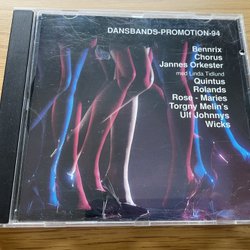 DANSBANDS-PROMOTION-94
Bennrix
Chorus
Jannes Orkester
med Linda Tidlund
Quintus
Rolands
Rose - Maries
Torgny Melin's
Ulf Johnnys
Wicks